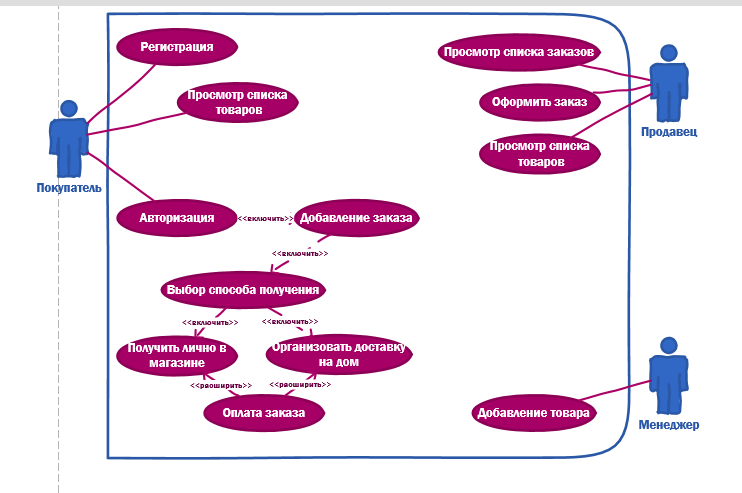 Регистрация
Просмотр списка заказов
Просмотр списка
товаров
Оформить заказ
Продавец
Просмотр списка
товаров
Покупатель
Авторизация
<<включить>>
Добавление заказа
<<включить>>
Выбор способа получения
<<включить>>
<<включить>>
Получить лично в
магазине
Организовать доставку
на дом
<<расширить>>
<<расширить>>
Оплата заказа
Добавление товара
Менеджер